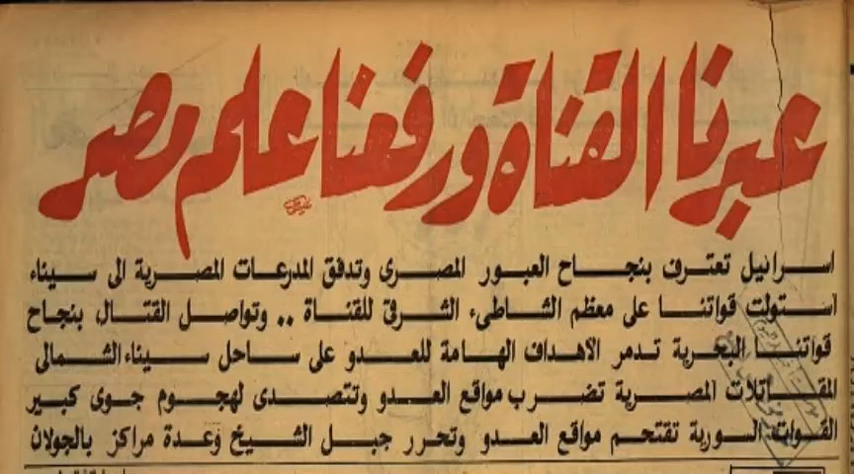 عبرنا القناة ورفعنا علم مصر
اسرائيل تعترف بنجاح العبور المصرى وتدفق المدرعات المصرية الى سيناء
استولت قواتنا على معظم الشاطىء الشرقى للقناة .. وتواصل القتال بنجاح
قواتنا البحرية تدمر الأهداف الهامة للعدو على ساحل سيناء الشمالى
المقاتلات المصرية تضرب مواقع العدو وتتصدى لهجوم جوى كبير
القوات السورية تقتحم مواقع العدو وتحرر جبل الشيخ وعدة مراكز بالجولان